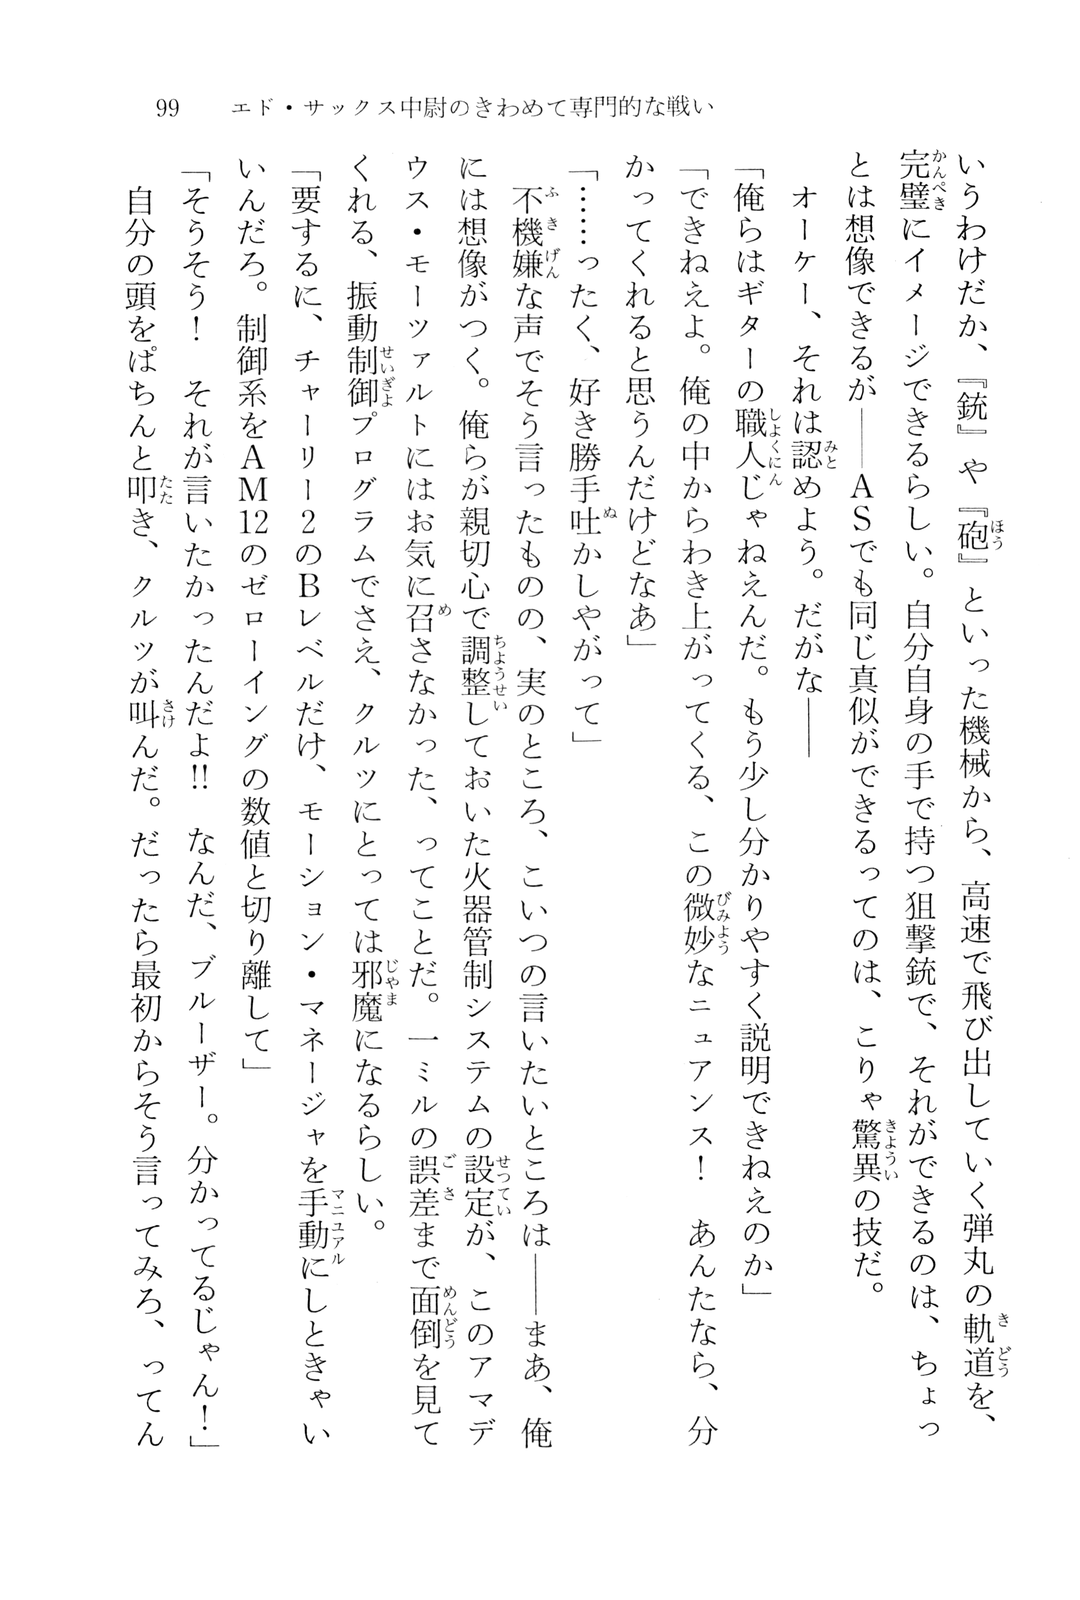 99 エド・サックス中尉のきわめて専門的な戦い
いうわけだか、『銃』や『砲』といった機械から、高速で飛び出していく弾丸の軌道を、
完璧にイメージできるらしい。自分自身の手で持つ狙撃銃で、それができるのは、ちょっ
とは想像できるが――ASでも同じ真似ができるってのは、こりゃ驚異の技だ。
オーケー、それは認めよう。だがな――
「俺らはギターの職人じゃねえんだ。もう少し分かりやすく説明できねえのか」
「できねえよ。俺の中からわき上がってくる、この微妙なニュアンス！　あんたなら、分
かってくれると思うんだけどなあ」
「……ったく、好き勝手吐かしやがって」
不機嫌な声でそう言ったものの、実のところ、こいつの言いたいところは――まあ、俺
には想像がつく。俺らが親切心で調整しておいた火器管制システムの設定が、このアマデ
ウス・モーツァルトにはお気に召さなかった、ってことだ。一ミルの誤差まで面倒を見て
くれる、振動制御プログラムでさえ、クルツにとっては邪魔になるらしい。
「要するに、チャーリー2のBレベルだけ、モーション・マネージャを手動にしときゃい
いんだろ。制御系をAM12のゼローイングの数値と切り離して」
「そうそう！　それが言いたかったんだよ!!　なんだ、ブルーザー。分かってるじゃん！」
自分の頭をぱちんと叩き、クルツが叫んだ。だったら最初からそう言ってみろ、ってん